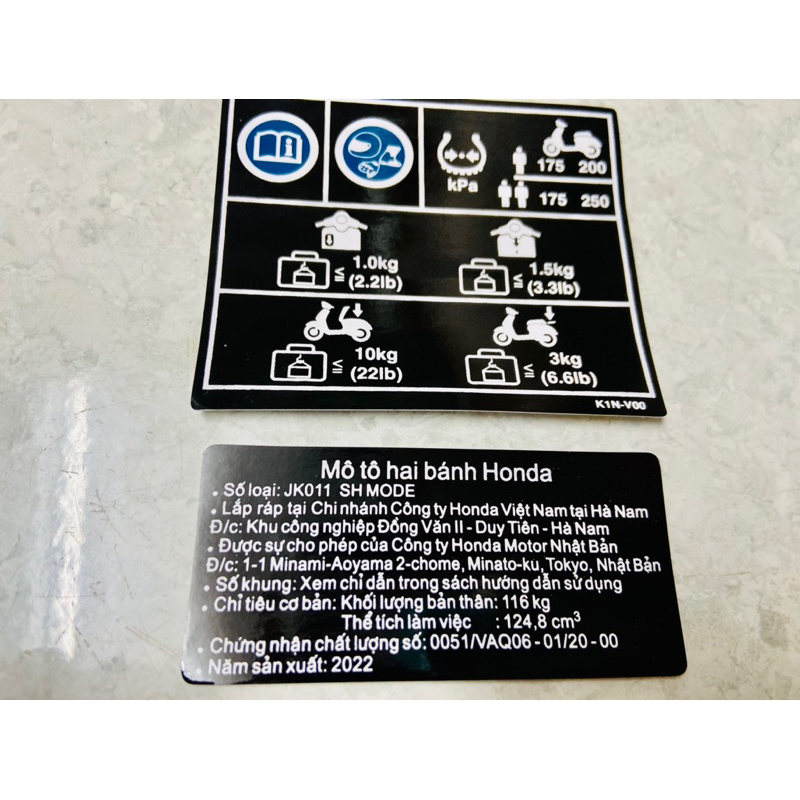 kPa
175 200
175 250
≤ 1.0kg
(2.2lb)
≤ 1.5kg
(3.3lb)
≤ 10kg
(22lb)
≤ 3kg
(6.6lb)
K1N-V00
Mô tô hai bánh Honda
• Số loại: JK011 SH MODE
• Lắp ráp tại Chi nhánh Công ty Honda Việt Nam tại Hà Nam
Đ/c: Khu công nghiệp Đồng Văn II - Duy Tiên - Hà Nam
• Được sự cho phép của Công ty Honda Motor Nhật Bản
Đ/c: 1-1 Minami-Aoyama 2-chome, Minato-ku, Tokyo, Nhật Bản
• Số khung: Xem chỉ dẫn trong sách hướng dẫn sử dụng
• Chỉ tiêu cơ bản: Khối lượng bản thân: 116 kg
Thể tích làm việc : 124,8 cm³
• Chứng nhận chất lượng số: 0051/VAQ06 - 01/20 - 00
• Năm sản xuất: 2022